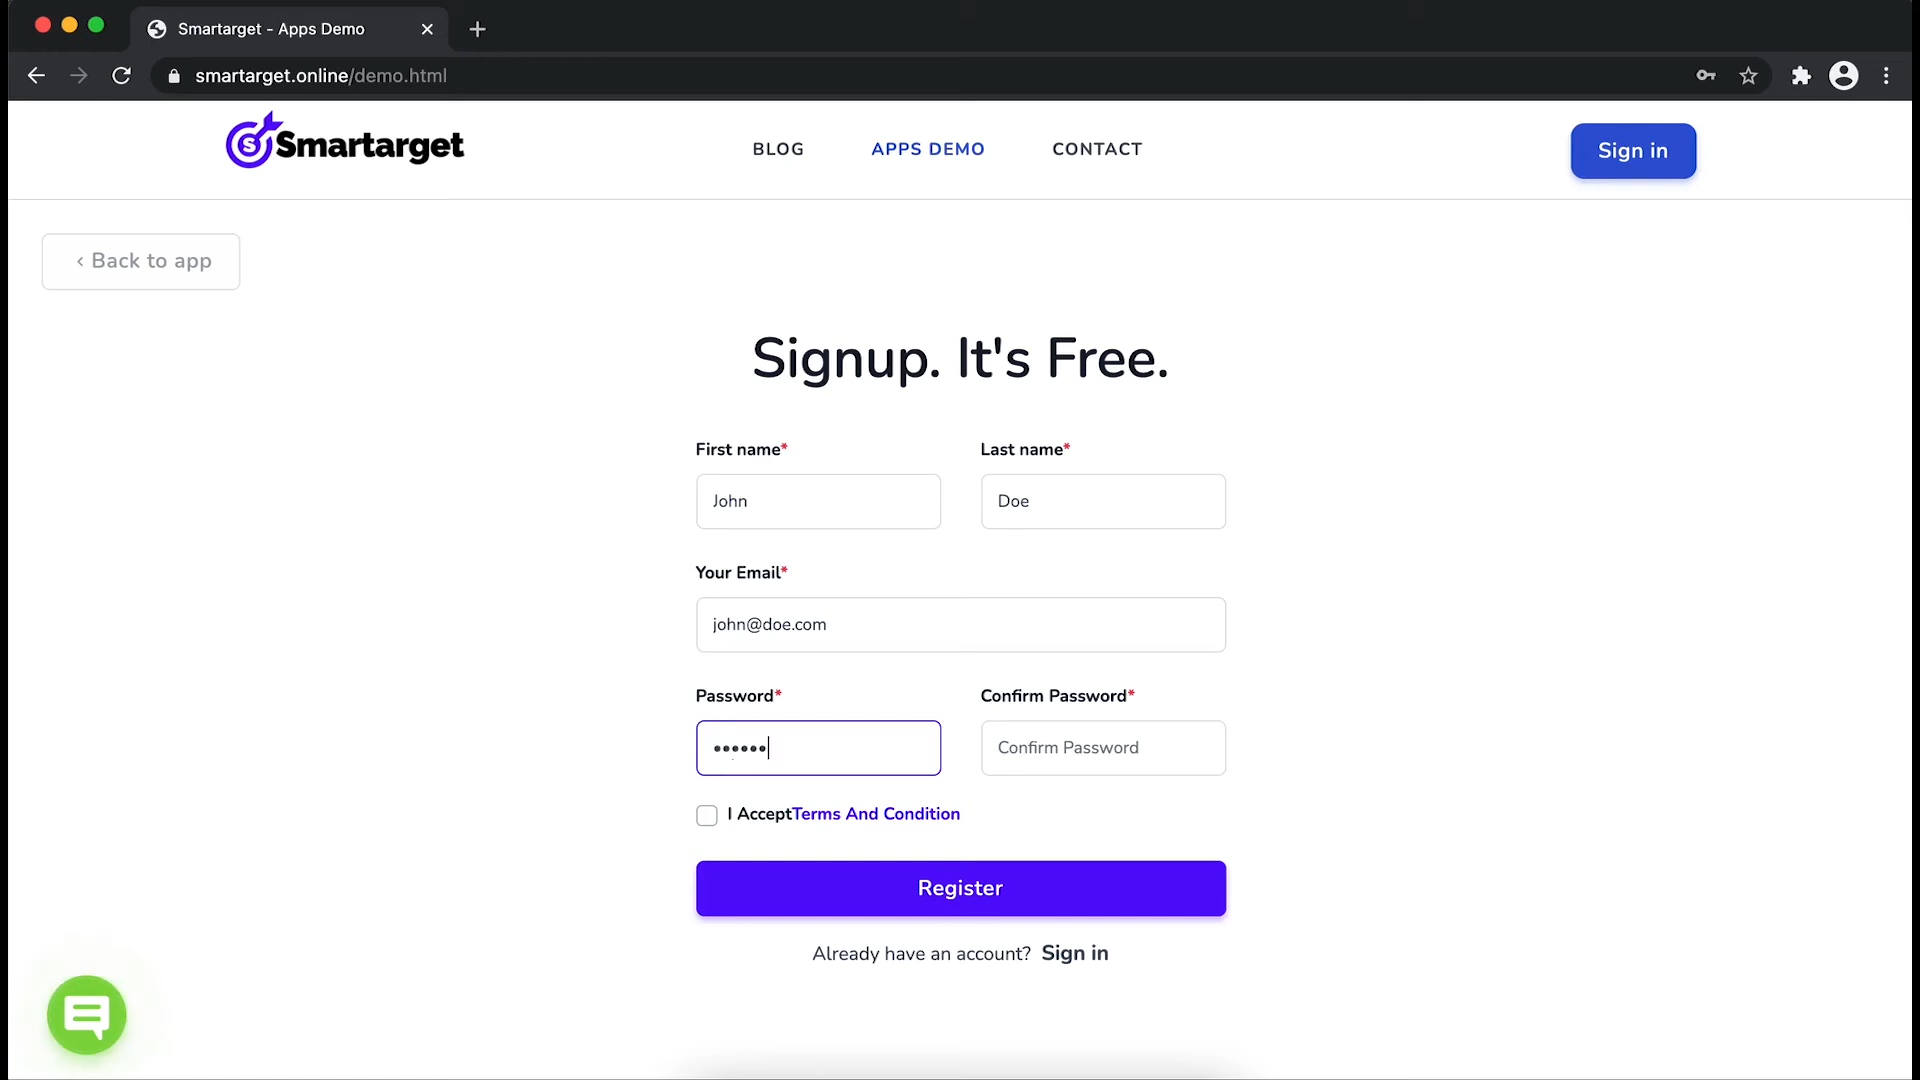 Smartarget - Apps Demo
smartarget.online/demo.html
Smartarget
BLOG APPS DEMO CONTACT Sign in
‹ Back to app
Signup. It's Free.
First name* Last name*
John Doe
Your Email*
john@doe.com
Password* Confirm Password*
•••••• Confirm Password
I AcceptTerms And Condition
Register
Already have an account? Sign in